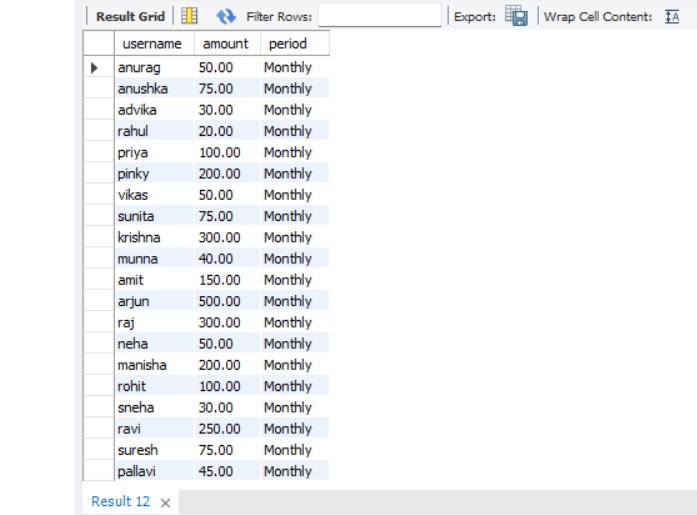 Result Grid Filter Rows: Export: Wrap Cell Content:
username amount period
anurag 50.00 Monthly
anushka 75.00 Monthly
advika 30.00 Monthly
rahul 20.00 Monthly
priya 100.00 Monthly
pinky 200.00 Monthly
vikas 50.00 Monthly
sunita 75.00 Monthly
krishna 300.00 Monthly
munna 40.00 Monthly
amit 150.00 Monthly
arjun 500.00 Monthly
raj 300.00 Monthly
neha 50.00 Monthly
manisha 200.00 Monthly
rohit 100.00 Monthly
sneha 30.00 Monthly
ravi 250.00 Monthly
suresh 75.00 Monthly
pallavi 45.00 Monthly
Result 12